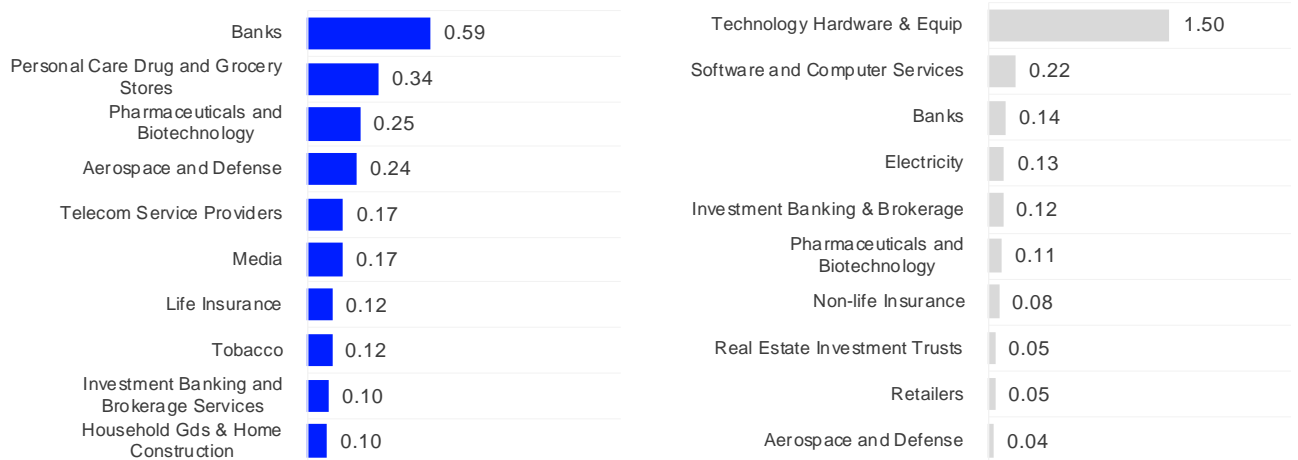 Banks
0.59
Personal Care Drug and Grocery
Stores
0.34
Pharmaceuticals and
Biotechnology
0.25
Aerospace and Defense
0.24
Telecom Service Providers
0.17
Media
0.17
Life Insurance
0.12
Tobacco
0.12
Investment Banking and
Brokerage Services
0.10
Household Gds & Home
Construction
0.10
Technology Hardware & Equip
1.50
Software and Computer Services
0.22
Banks
0.14
Electricity
0.13
Investment Banking & Brokerage
0.12
Pharmaceuticals and
Biotechnology
0.11
Non-life Insurance
0.08
Real Estate Investment Trusts
0.05
Retailers
0.05
Aerospace and Defense
0.04